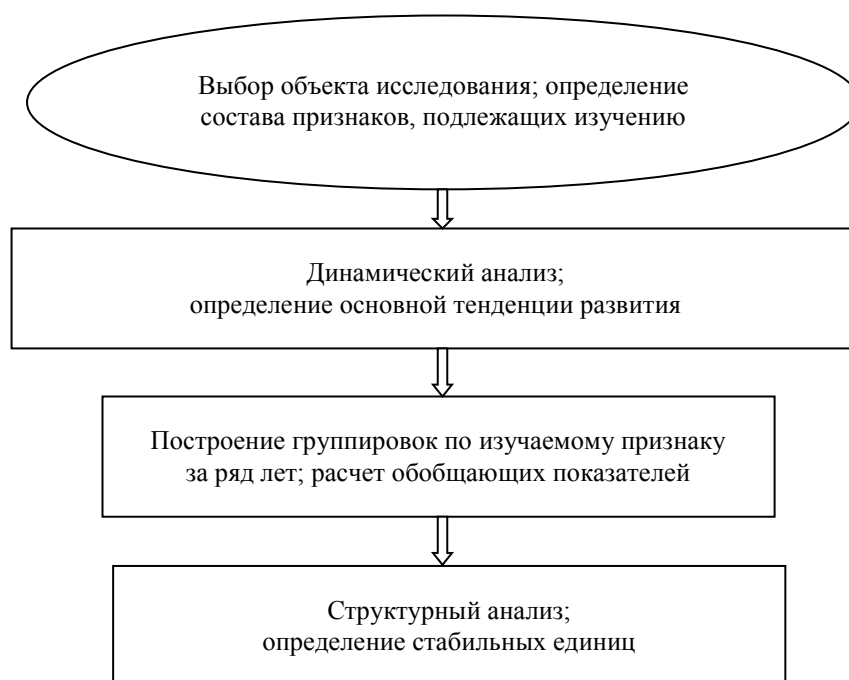 Выбор объекта исследования; определение
состава признаков, подлежащих изучению
Динамический анализ;
определение основной тенденции развития
Построение группировок по изучаемому признаку
за ряд лет; расчет обобщающих показателей
Структурный анализ;
определение стабильных единиц